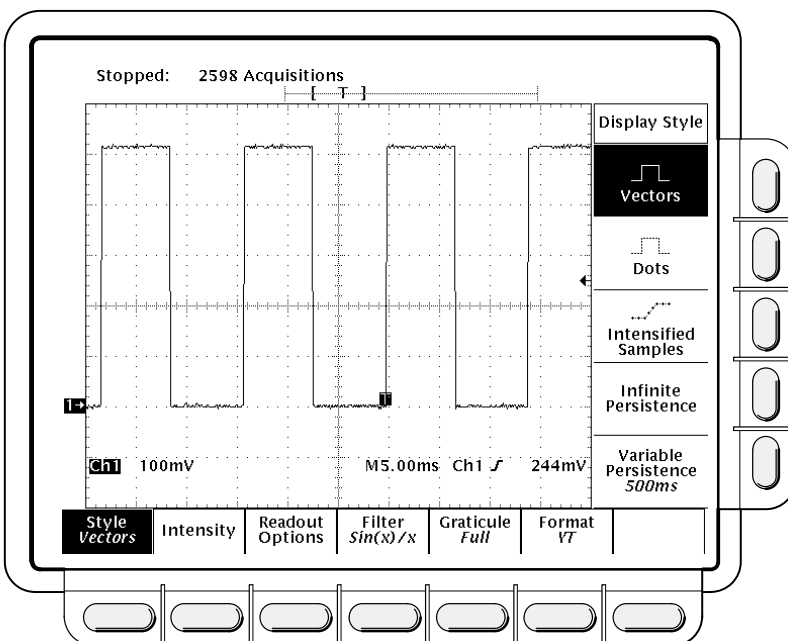 Stopped: 2598 Acquisitions
[ T ]
Display Style
Vectors
Dots
Intensified
Samples
Infinite
Persistence
Variable
Persistence
500ms
1→
T
Ch1 100mV M5.00ms Ch1 244mV
Style
Vectors
Intensity
Readout
Options
Filter
Sin(x)/x
Graticule
Full
Format
YT